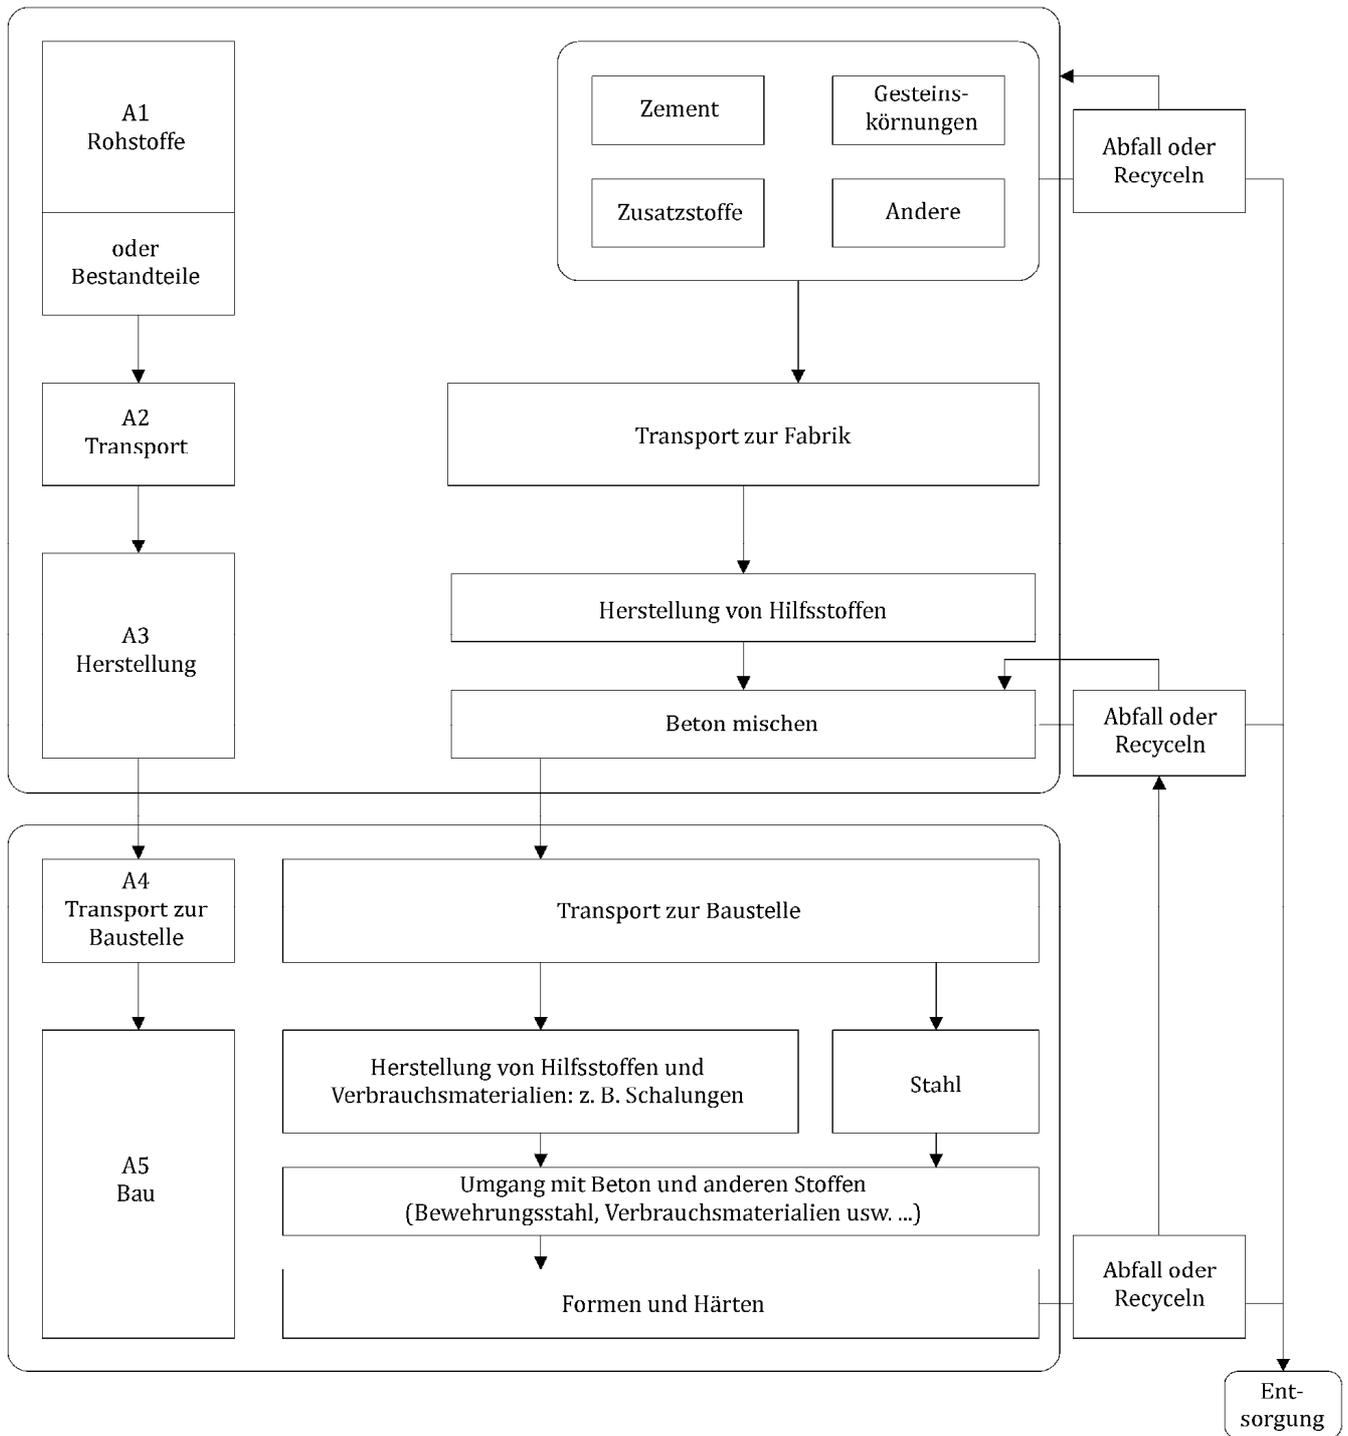 A1
Rohstoffe
oder
Bestandteile
Zement
Gesteins-
körnungen
Zusatzstoffe
Andere
Abfall oder
Recyceln
A2
Transport
Transport zur Fabrik
A3
Herstellung
Herstellung von Hilfsstoffen
Beton mischen
Abfall oder
Recyceln
A4
Transport zur
Baustelle
Transport zur Baustelle
A5
Bau
Herstellung von Hilfsstoffen und
Verbrauchsmaterialien: z. B. Schalungen
Stahl
Umgang mit Beton und anderen Stoffen
(Bewehrungsstahl, Verbrauchsmaterialien usw. ...)
Formen und Härten
Abfall oder
Recyceln
Ent-
sorgung